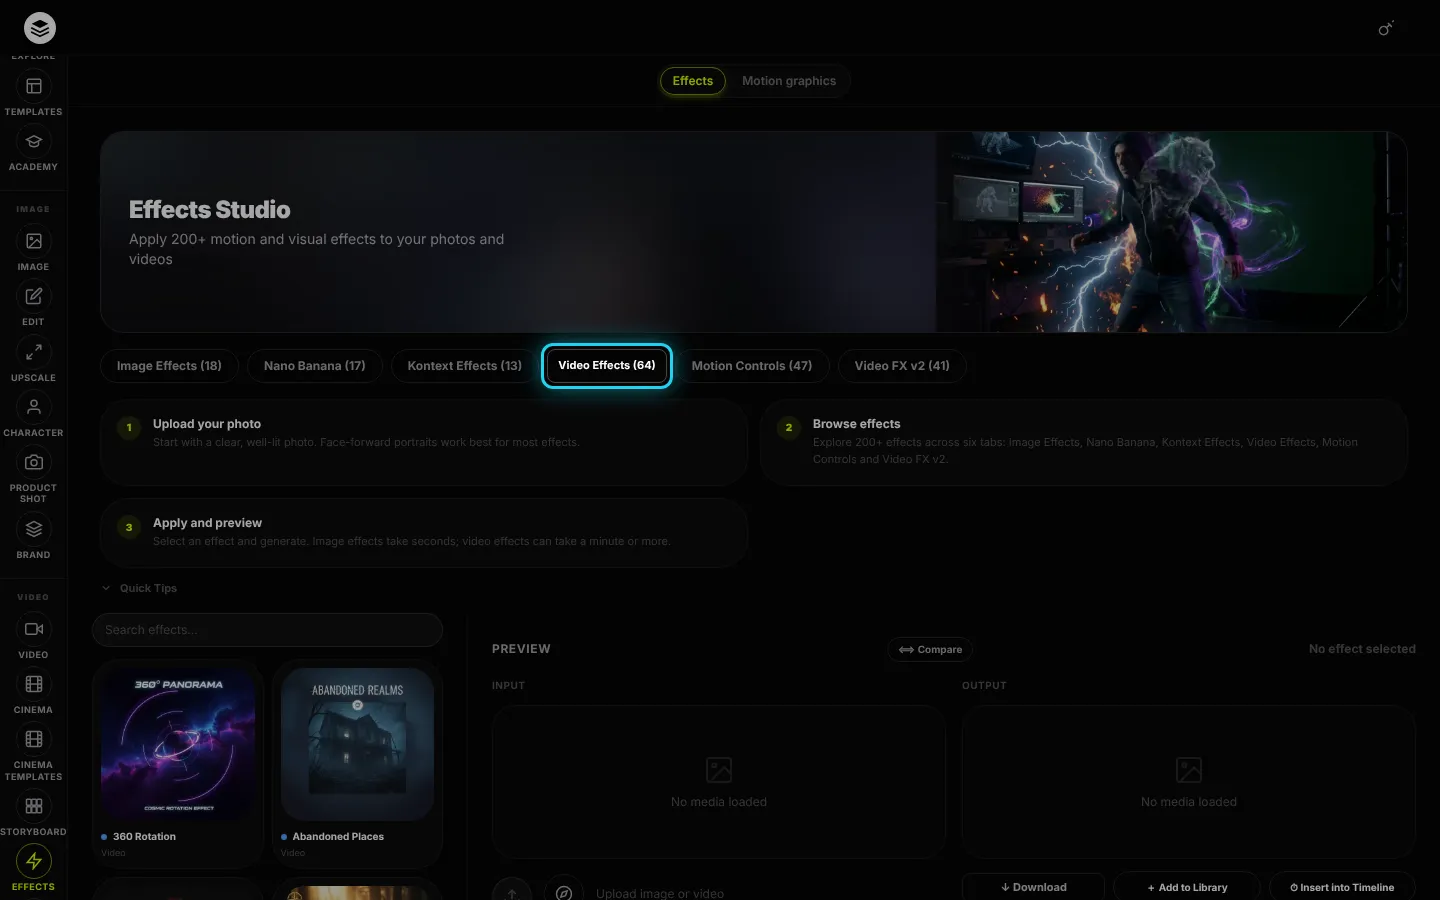 EXPLORE
TEMPLATES
ACADEMY
IMAGE
IMAGE
EDIT
UPSCALE
CHARACTER
PRODUCT
SHOT
BRAND
VIDEO
VIDEO
CINEMA
CINEMA
TEMPLATES
STORYBOARD
EFFECTS
Effects
Motion graphics
Effects Studio
Apply 200+ motion and visual effects to your photos and
videos
Image Effects (18)
Nano Banana (17)
Kontext Effects (13)
Video Effects (64)
Motion Controls (47)
Video FX v2 (41)
1
Upload your photo
Start with a clear, well-lit photo. Face-forward portraits work best for most effects.
2
Browse effects
Explore 200+ effects across six tabs: Image Effects, Nano Banana, Kontext Effects, Video Effects, Motion
Controls and Video FX v2.
3
Apply and preview
Select an effect and generate. Image effects take seconds; video effects can take a minute or more.
Quick Tips
Search effects...
360° PANORAMA
COSMIC ROTATION EFFECT
360 Rotation
Video
ABANDONED REALMS
Abandoned Places
Video
PREVIEW
Compare
No effect selected
INPUT
OUTPUT
No media loaded
No media loaded
Upload image or video
Download
+ Add to Library
Insert into Timeline